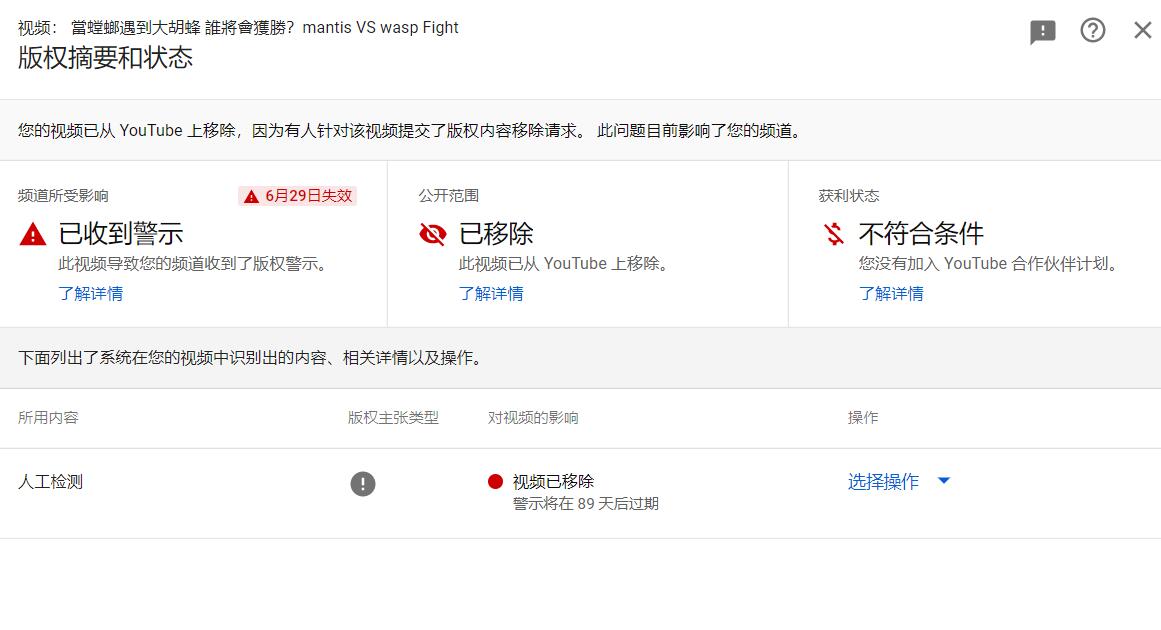 视频： 當螳螂遇到大胡蜂 誰將會獲勝？mantis VS wasp Fight
版权摘要和状态
您的视频已从 YouTube 上移除，因为有人针对该视频提交了版权内容移除请求。 此问题目前影响了您的频道。
频道所受影响
6月29日失效
已收到警示
此视频导致您的频道收到了版权警示。
了解详情
公开范围
已移除
此视频已从 YouTube 上移除。
了解详情
获利状态
不符合条件
您没有加入 YouTube 合作伙伴计划。
了解详情
下面列出了系统在您的视频中识别出的内容、相关详情以及操作。
所用内容 版权主张类型 对视频的影响 操作
人工检测 视频已移除 选择操作
警示将在 89 天后过期